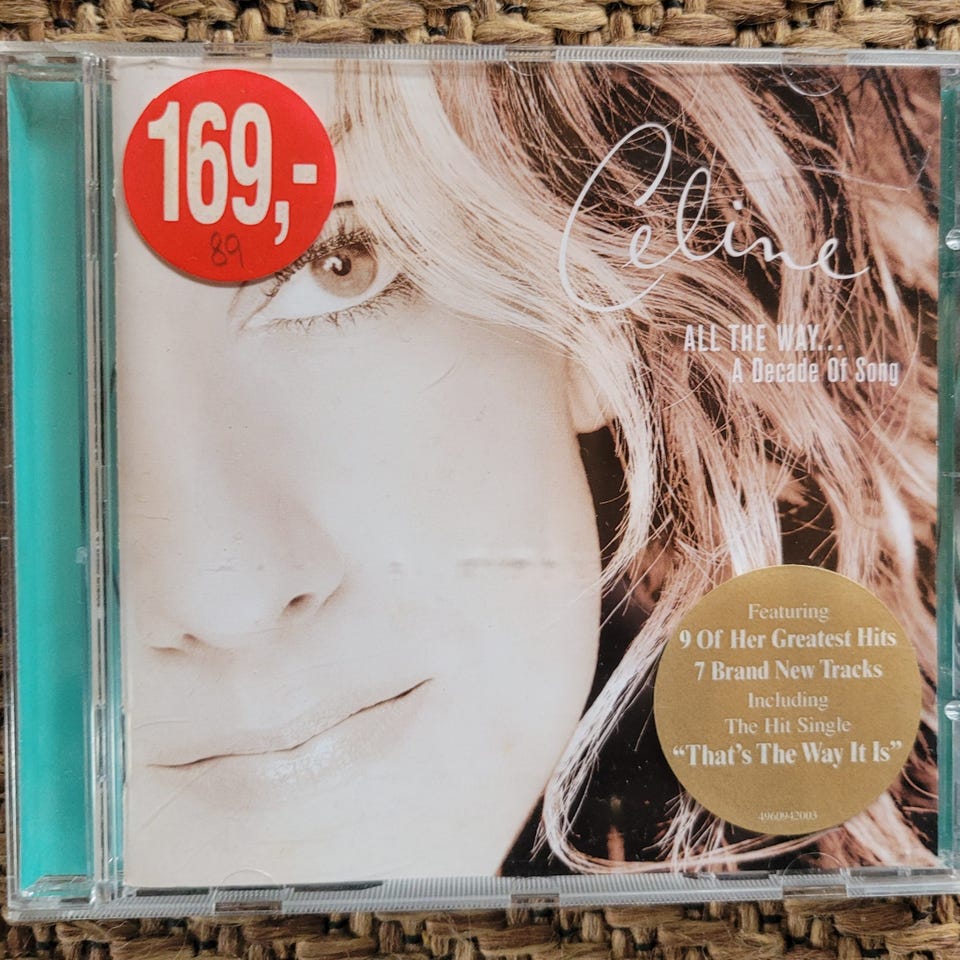 169,-
89
Celine
ALL THE WAY...
A Decade Of Song
Featuring
9 Of Her Greatest Hits
7 Brand New Tracks
Including
The Hit Single
“That's The Way It Is”
4960942003